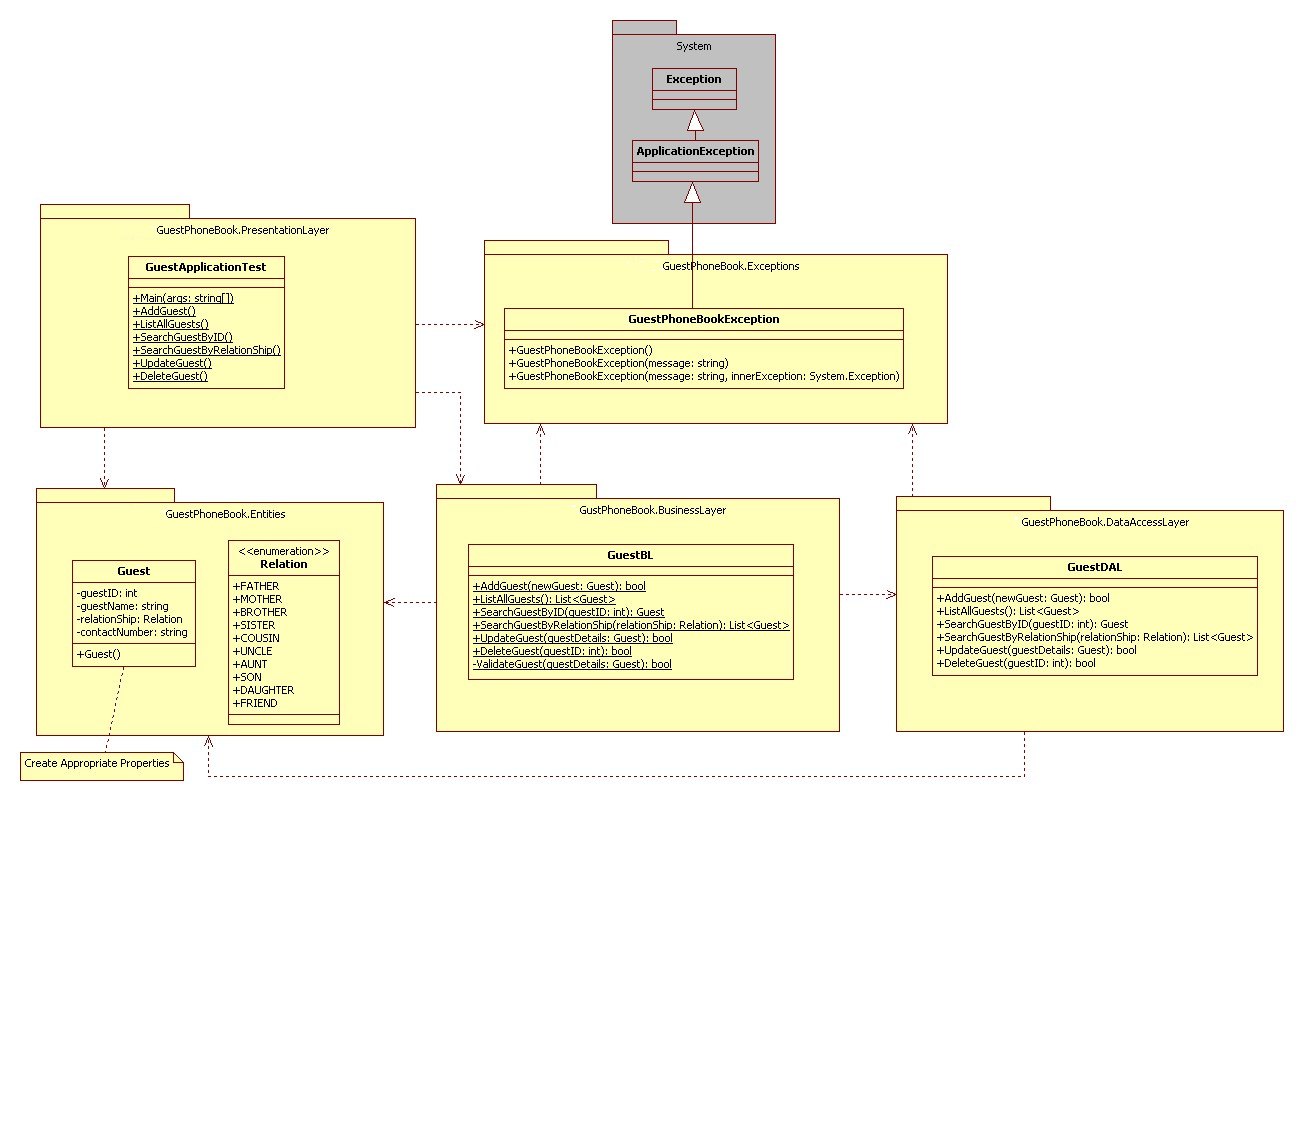 System
Exception
ApplicationException
GuestPhoneBook.PresentationLayer
GuestApplicationTest
+Main(args: string[])
+AddGuest()
+ListAllGuests()
+SearchGuestByID()
+SearchGuestByRelationShip()
+UpdateGuest()
+DeleteGuest()
GuestPhoneBook.Exceptions
GuestPhoneBookException
+GuestPhoneBookException()
+GuestPhoneBookException(message: string)
+GuestPhoneBookException(message: string, innerException: System.Exception)
GuestPhoneBook.Entities
Guest
-guestID: int
-guestName: string
-relationShip: Relation
-contactNumber: string
+Guest()
<<enumeration>>
Relation
+FATHER
+MOTHER
+BROTHER
+SISTER
+COUSIN
+UNCLE
+AUNT
+SON
+DAUGHTER
+FRIEND
Create Appropriate Properties
GustPhoneBook.BusinessLayer
GuestBL
+AddGuest(newGuest: Guest): bool
+ListAllGuests(): List<Guest>
+SearchGuestByID(guestID: int): Guest
+SearchGuestByRelationShip(relationShip: Relation): List<Guest>
+UpdateGuest(guestDetails: Guest): bool
+DeleteGuest(guestID: int): bool
-ValidateGuest(guestDetails: Guest): bool
GuestPhoneBook.DataAccessLayer
GuestDAL
+AddGuest(newGuest: Guest): bool
+ListAllGuests(): List<Guest>
+SearchGuestByID(guestID: int): Guest
+SearchGuestByRelationShip(relationShip: Relation): List<Guest>
+UpdateGuest(guestDetails: Guest): bool
+DeleteGuest(guestID: int): bool